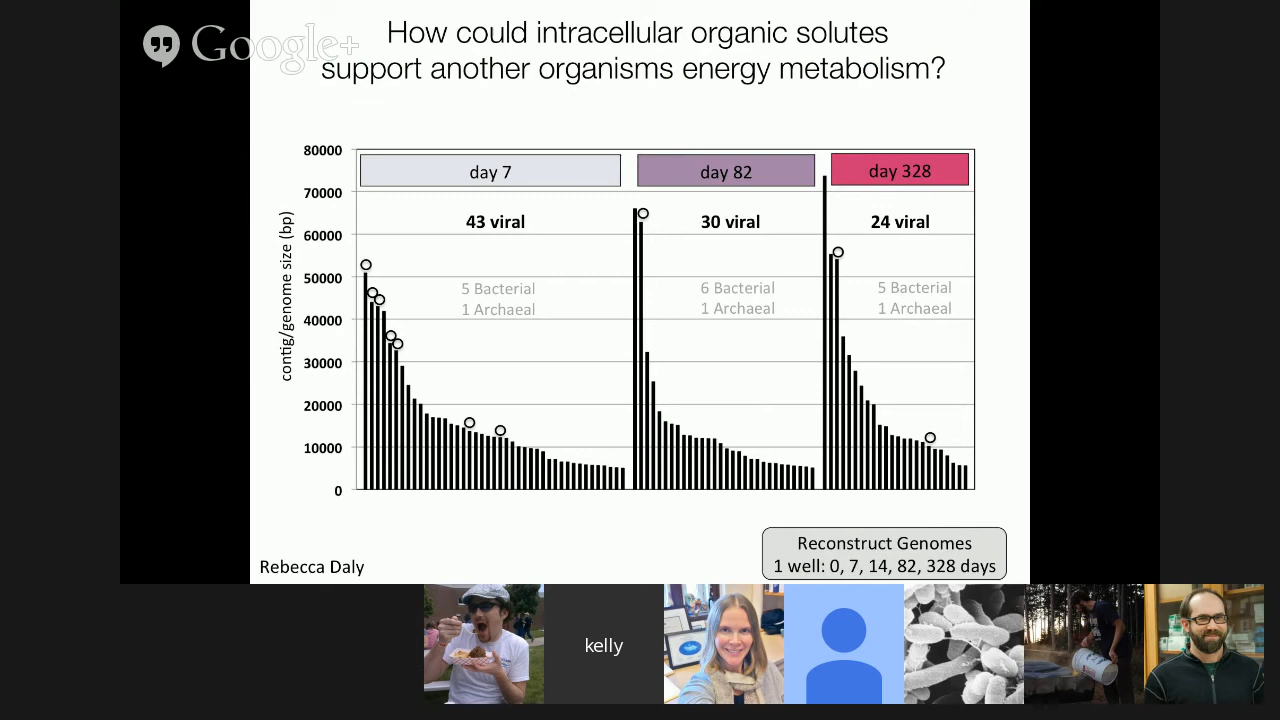 Google+
How could intracellular organic solutes
support another organisms energy metabolism?
contig/genome size (bp)
80000
70000
60000
50000
40000
30000
20000
10000
0
day 7
day 82
day 328
43 viral
30 viral
24 viral
5 Bacterial
1 Archaeal
6 Bacterial
1 Archaeal
5 Bacterial
1 Archaeal
Reconstruct Genomes
1 well: 0, 7, 14, 82, 328 days
Rebecca Daly
kelly